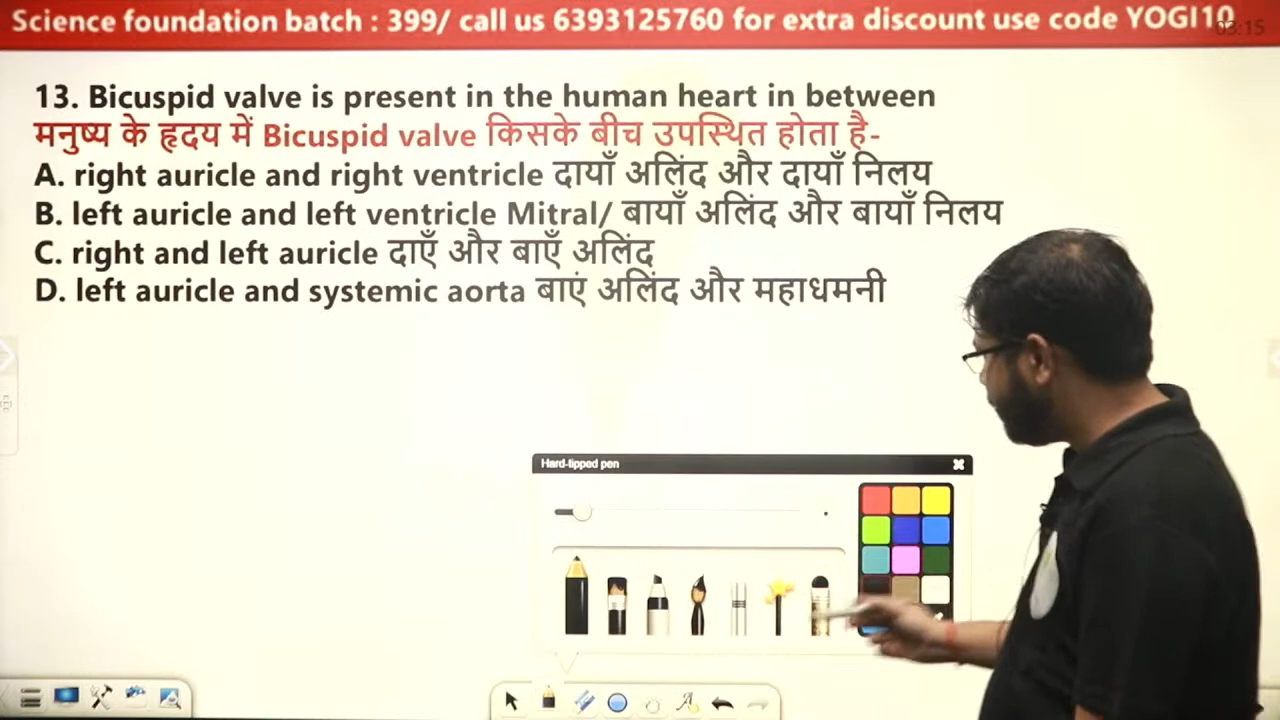 Science foundation batch : 399/ call us 6393125760 for extra discount use code YOGI10
03:15
13. Bicuspid valve is present in the human heart in between
मनुष्य के हृदय में Bicuspid valve किसके बीच उपस्थित होता है-
A. right auricle and right ventricle दायाँ अलिंद और दायाँ निलय
B. left auricle and left ventricle Mitral/ बायाँ अलिंद और बायाँ निलय
C. right and left auricle दाएँ और बाएँ अलिंद
D. left auricle and systemic aorta बाएं अलिंद और महाधमनी
Hard-tipped pen